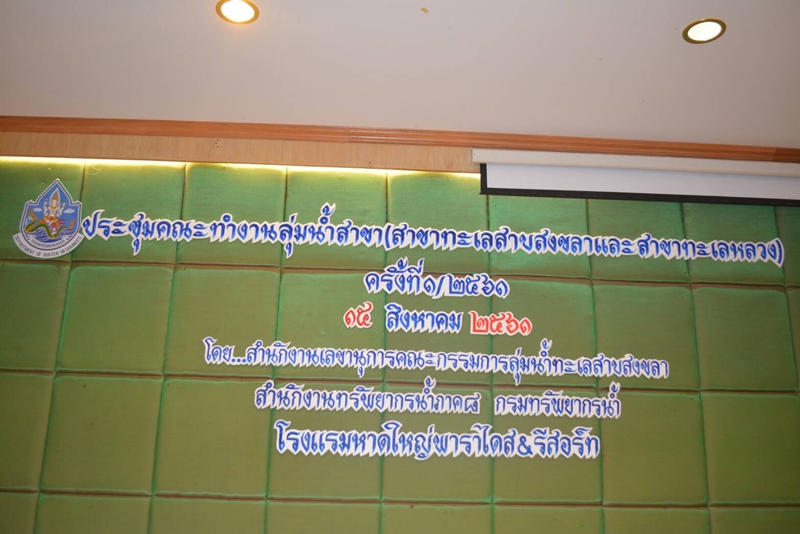 ประชุมคณะทำงานลุ่มน้ำสาขา(สาขาทะเลสาบสงขลาและสาขาทะเลหลวง)
ครั้งที่๑/๒๕๖๑
๑๕ สิงหาคม ๒๕๖๑
โดย...สำนักงานเลขานุการคณะกรรมการลุ่มน้ำทะเลสาบสงขลา
สำนักงานทรัพยากรน้ำภาค๘ กรมทรัพยากรน้ำ
โรงแรมหาดใหญ่พาราไดส&รีสอร์ท